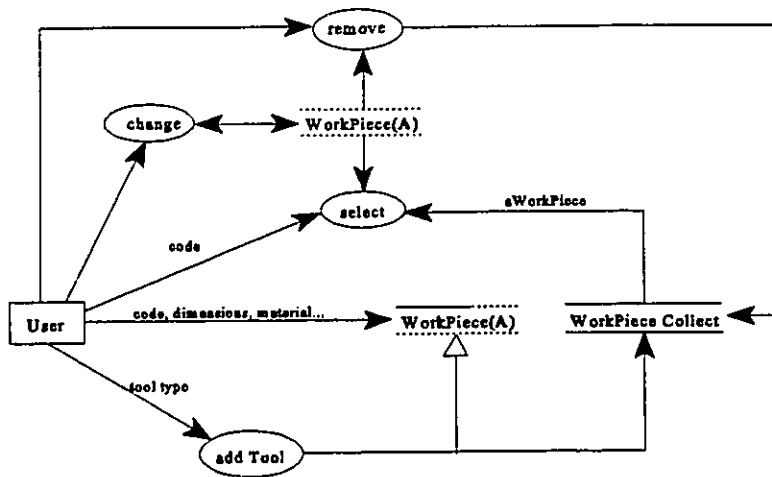 remove
change
WorkPiece(A)
select
aWorkPiece
code
User
code, dimensions, material...
WorkPiece(A)
WorkPiece Collect
tool type
add Tool